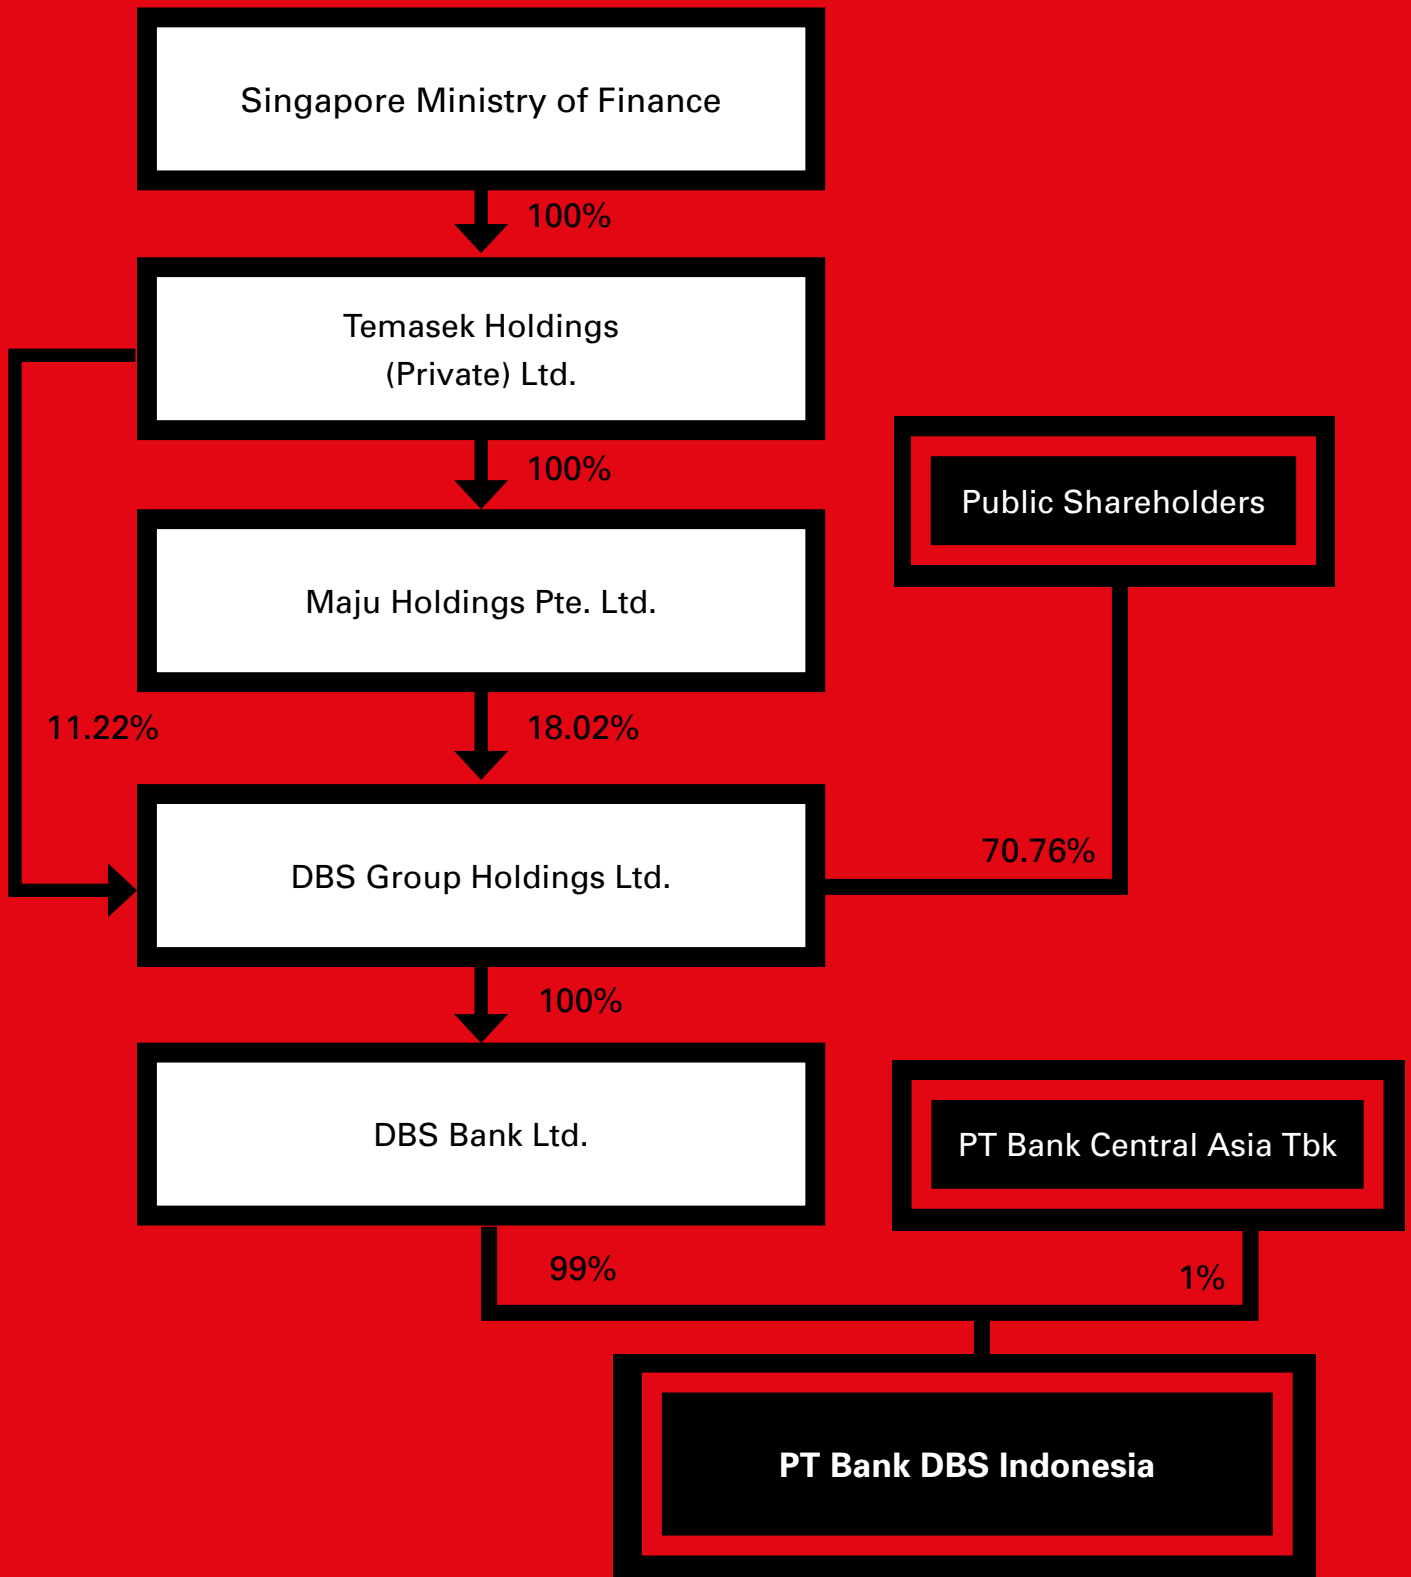 Singapore Ministry of Finance
100%
Temasek Holdings
(Private) Ltd.
100%
Public Shareholders
Maju Holdings Pte. Ltd.
11.22%
18.02%
70.76%
DBS Group Holdings Ltd.
100%
DBS Bank Ltd.
PT Bank Central Asia Tbk
99%
1%
PT Bank DBS Indonesia